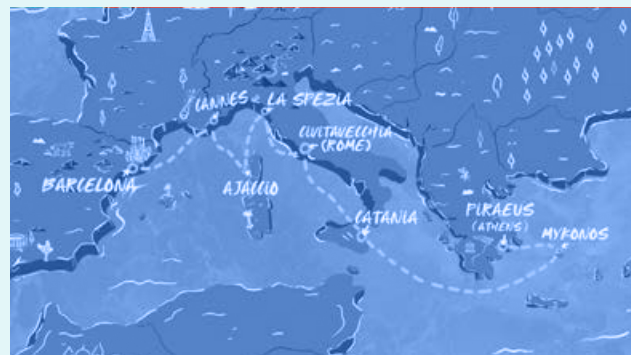 CANNES
LA SPEZIA
CIVITAVECCHIA
(ROME)
BARCELONA
AJACCIO
CATANIA
PIRAEUS
(ATHENS)
MYKONOS